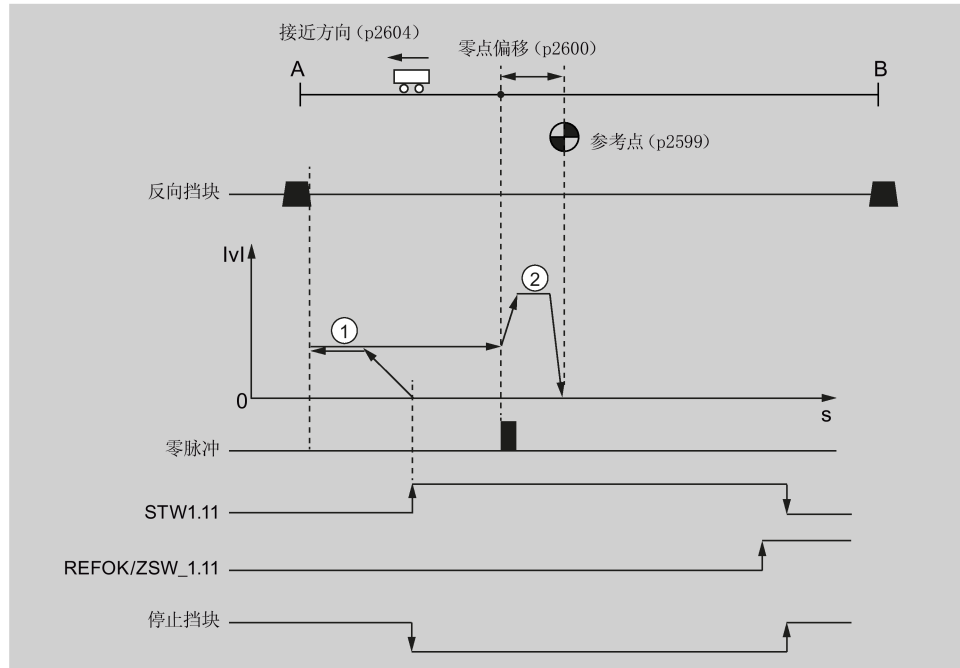 接近方向(p2604)
零点偏移(p2600)
A
B
参考点(p2599)
反向挡块
|v|
2
1
0
s
零脉冲
STW1.11
REFOK/ZSW_1.11
停止挡块